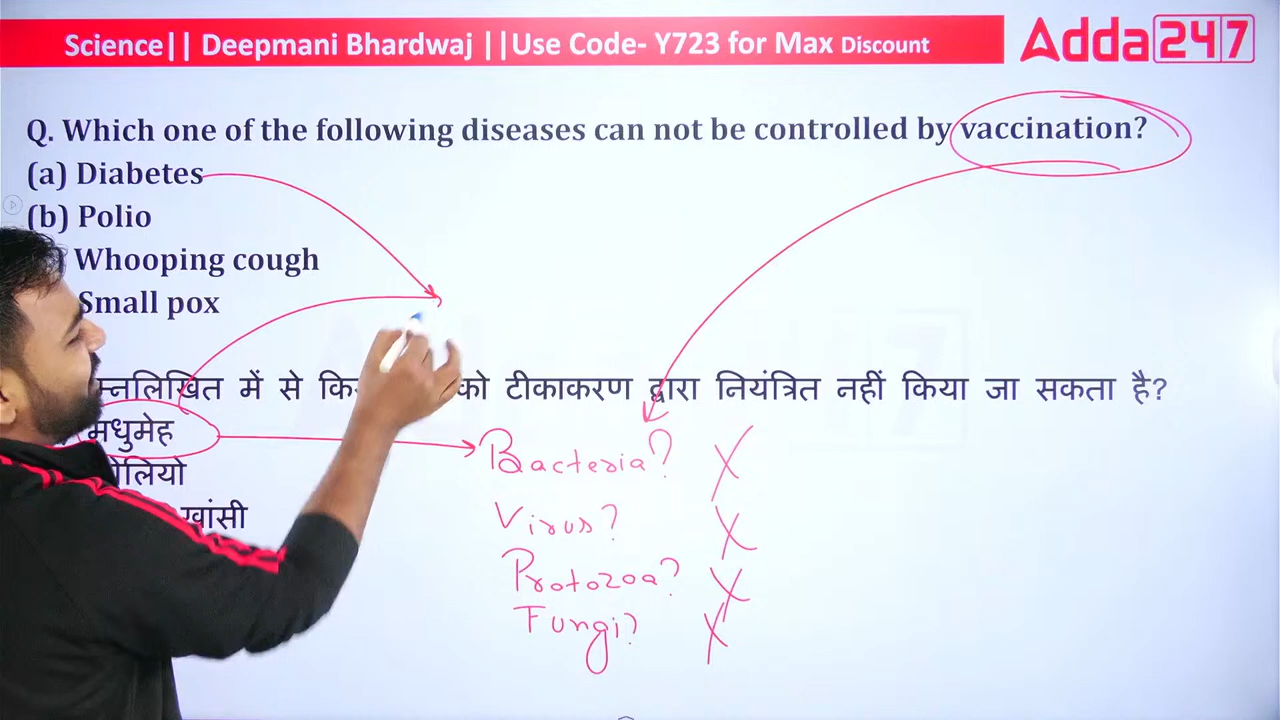 Science|| Deepmani Bhardwaj ||Use Code- Y723 for Max Discount
Adda247
Q. Which one of the following diseases can not be controlled by vaccination?
(a) Diabetes
(b) Polio
Whooping cough
Small pox
में से को टीकाकरण द्वारा नियंत्रित नहीं किया जा सकता है?
मधुमेह
Bacteria? X
Virus? X
Protozoa? X
Fungi? X